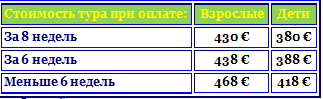 Стоимость тура при оплате: Взрослые Дети
За 8 недель 430 € 380 €
За 6 недель 438 € 388 €
Меньше 6 недель 468 € 418 €